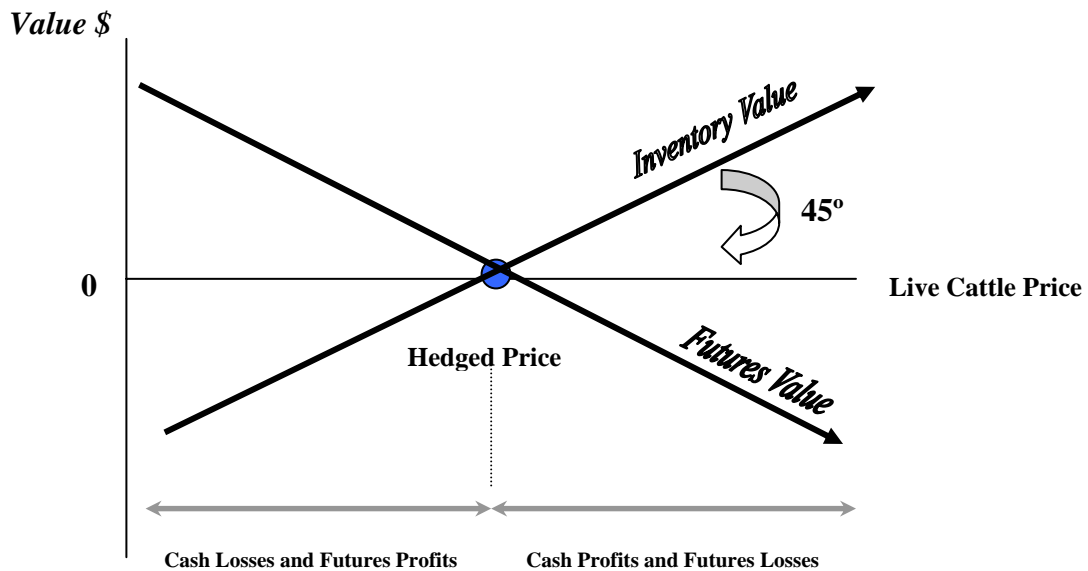 Value $
Inventory Value
45º
0
Live Cattle Price
Hedged Price
Futures Value
Cash Losses and Futures Profits
Cash Profits and Futures Losses